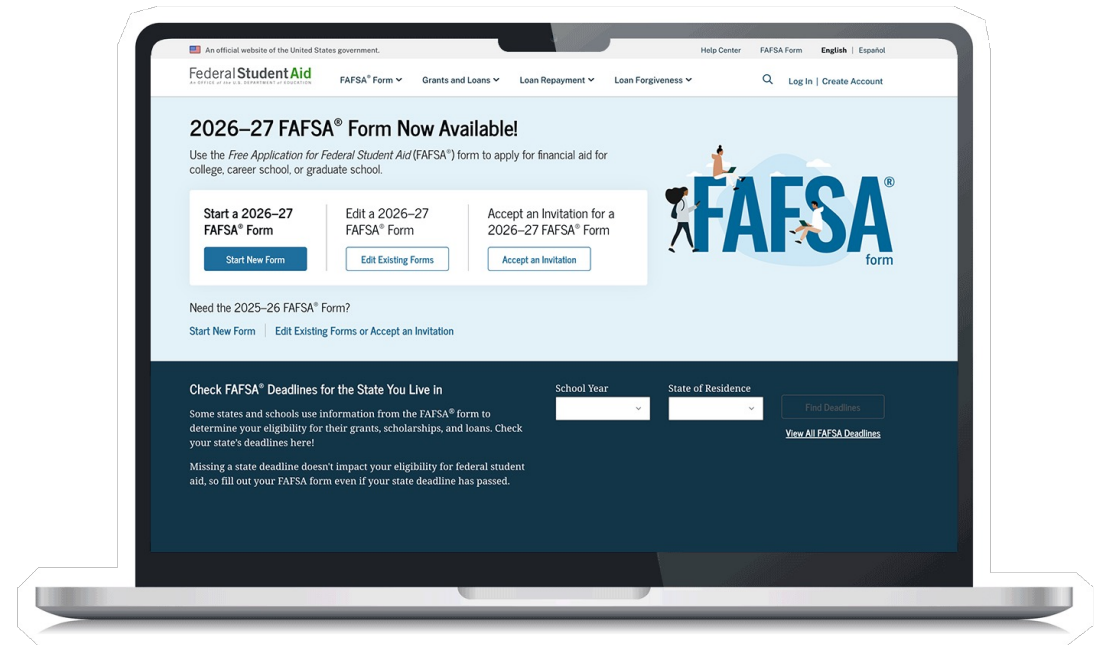 An official website of the United States government.
Help Center
FAFSA Form
English | Español
Federal Student Aid
An OFFICE of the U.S. DEPARTMENT of EDUCATION
FAFSA® Form
Grants and Loans
Loan Repayment
Loan Forgiveness
Log In | Create Account
2026–27 FAFSA® Form Now Available!
Use the Free Application for Federal Student Aid (FAFSA®) form to apply for financial aid for
college, career school, or graduate school.
Start a 2026–27
FAFSA® Form
Start New Form
Edit a 2026–27
FAFSA® Form
Edit Existing Forms
Accept an Invitation for a
2026–27 FAFSA® Form
Accept an Invitation
FAFSA®
form
Need the 2025–26 FAFSA® Form?
Start New Form | Edit Existing Forms or Accept an Invitation
Check FAFSA® Deadlines for the State You Live in
Some states and schools use information from the FAFSA® form to
determine your eligibility for their grants, scholarships, and loans. Check
your state's deadlines here!
Missing a state deadline doesn't impact your eligibility for federal student
aid, so fill out your FAFSA form even if your state deadline has passed.
School Year
State of Residence
Find Deadlines
View All FAFSA Deadlines